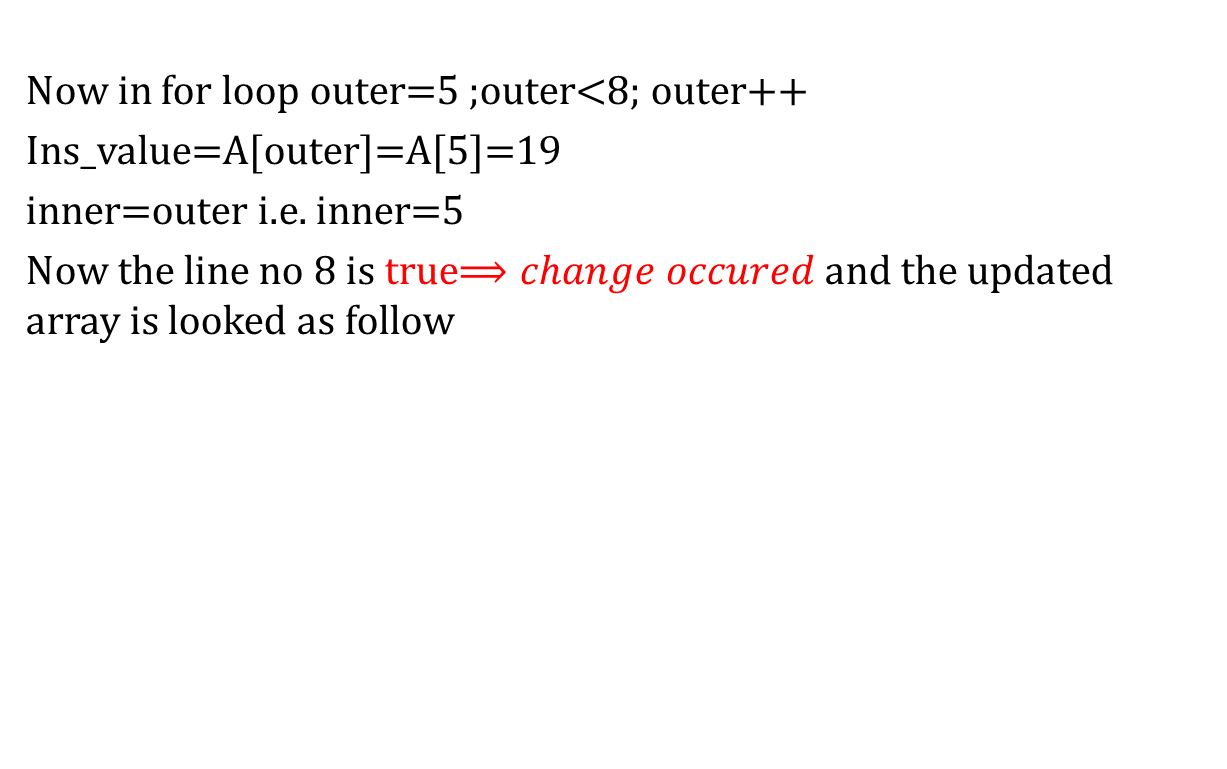 Now in for loop outer=5 ;outer<8; outer++
Ins_value=A[outer]=A[5]=19
inner=outer i.e. inner=5
Now the line no 8 is true⟹ change occured and the updated
array is looked as follow